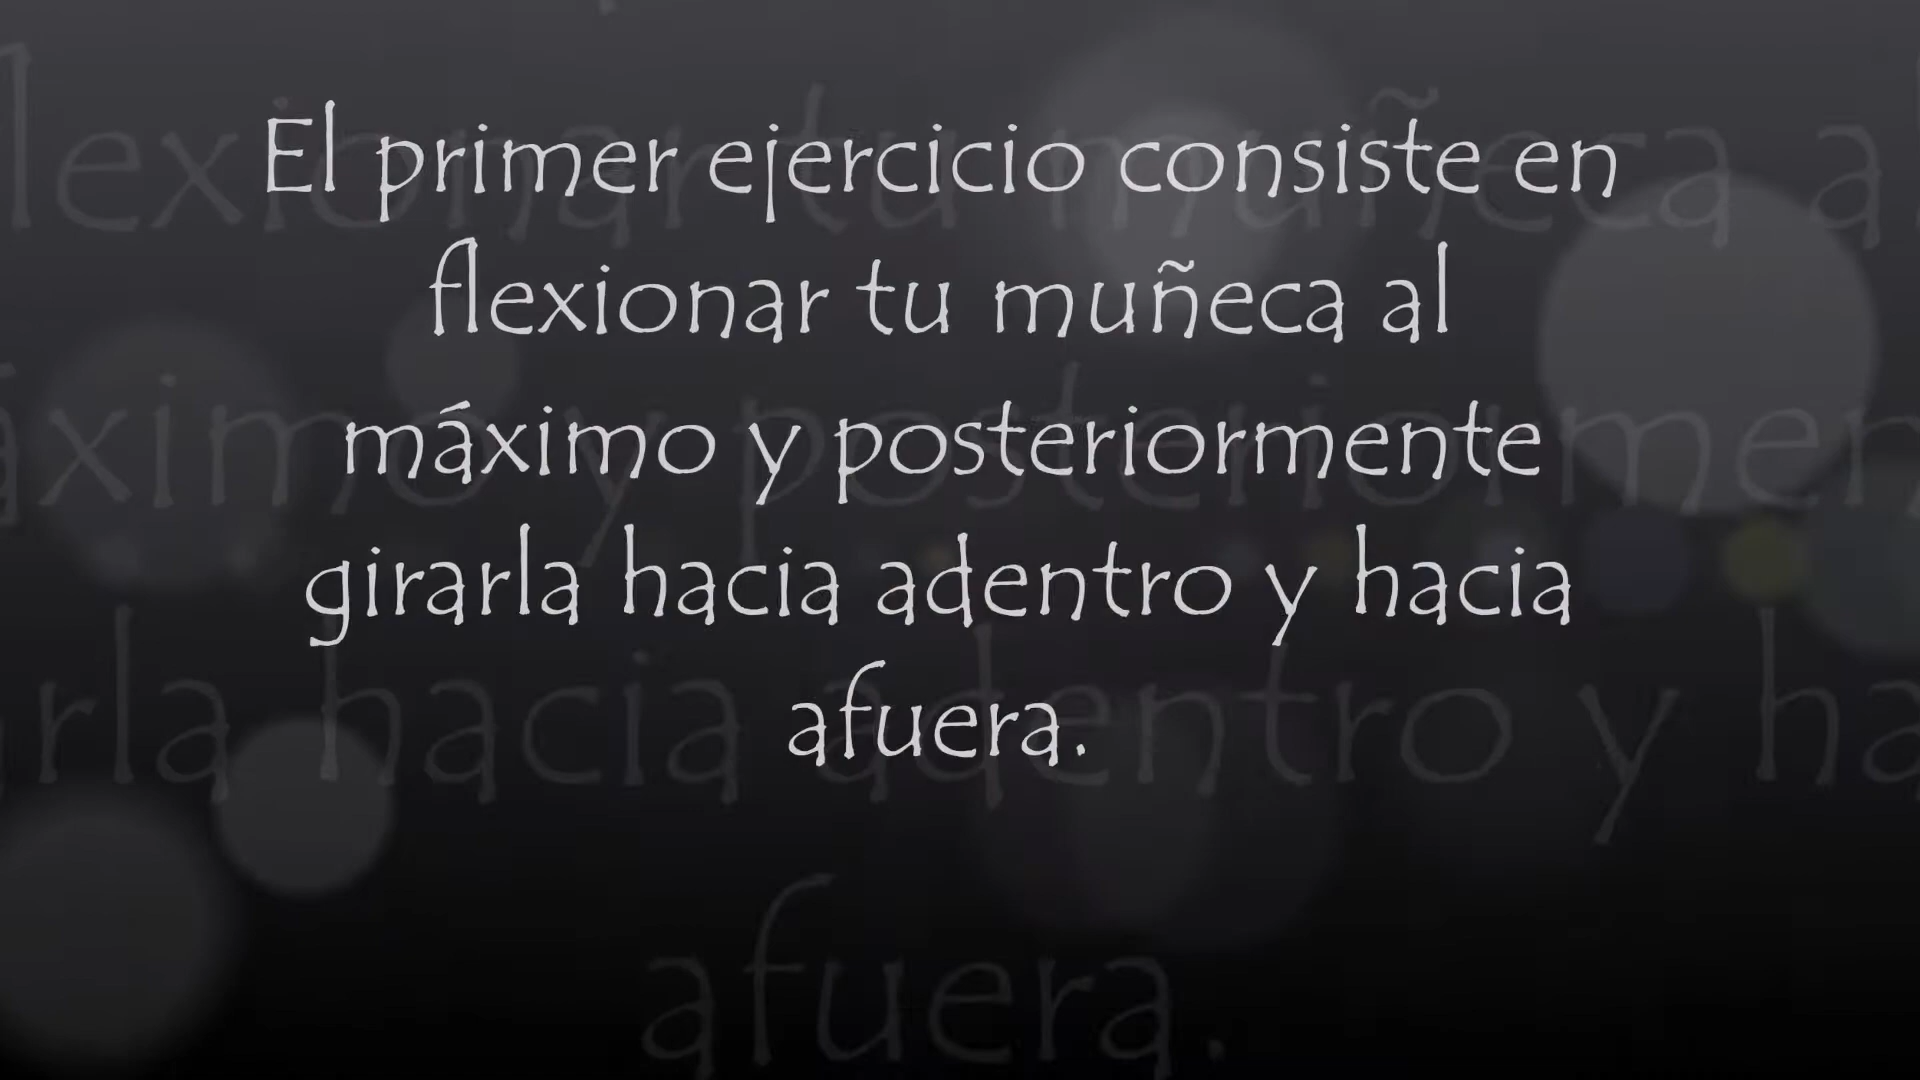 El primer ejercicio consiste en
flexionar tu muñeca al
máximo y posteriormente
girarla hacia adentro y hacia
afuera.